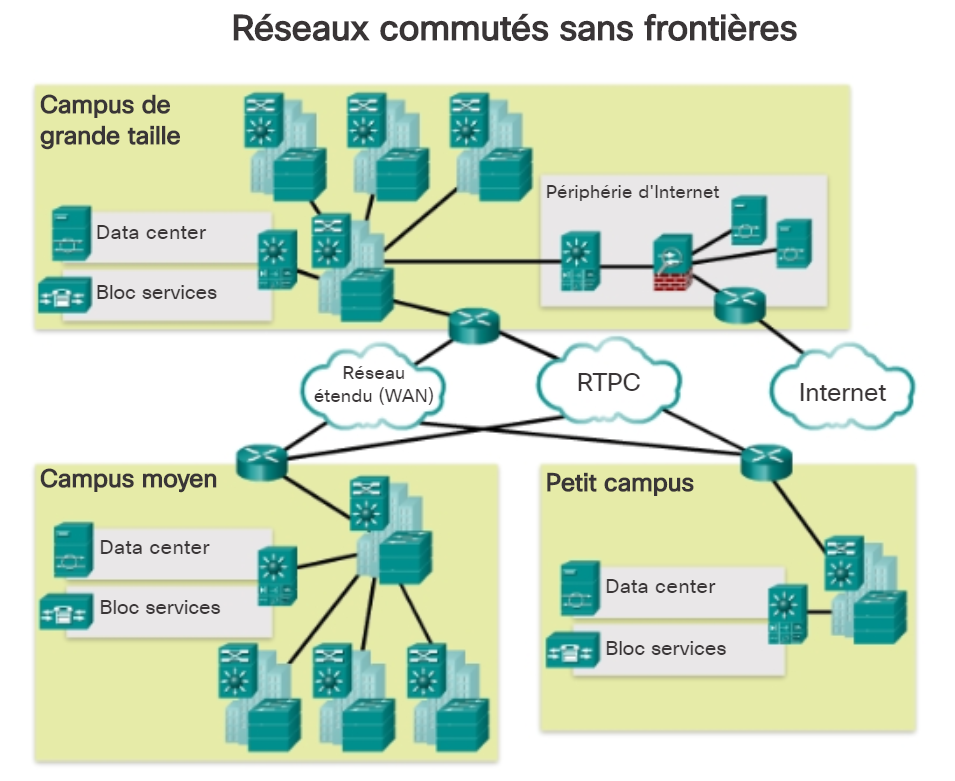 Réseaux commutés sans frontières
Campus de
grande taille
Périphérie d'Internet
Data center
Bloc services
Réseau
étendu (WAN)
RTPC
Internet
Campus moyen
Data center
Bloc services
Petit campus
Data center
Bloc services